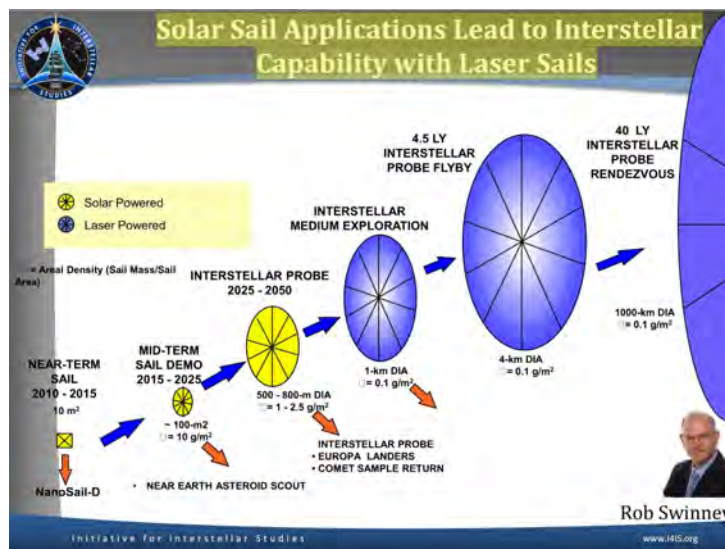 Solar Sail Applications Lead to Interstellar
Capability with Laser Sails
INITIATIVE FOR INTERSTELLAR STUDIES
Solar Powered
Laser Powered
= Areal Density (Sail Mass/Sail
Area)
NEAR-TERM
SAIL
2010 - 2015
10 m²
NanoSail-D
MID-TERM
SAIL DEMO
2015 - 2025
~ 100-m2
□= 10 g/m²
• NEAR EARTH ASTEROID SCOUT
INTERSTELLAR PROBE
2025 - 2050
500 - 800-m DIA
□= 1 - 2.5 g/m²
INTERSTELLAR PROBE
• EUROPA LANDERS
• COMET SAMPLE RETURN
INTERSTELLAR
MEDIUM EXPLORATION
1-km DIA
□= 0.1 g/m²
4.5 LY
INTERSTELLAR
PROBE FLYBY
4-km DIA
□= 0.1 g/m²
40 LY
INTERSTELLAR
PROBE
RENDEZVOUS
1000-km DIA
□= 0.1 g/m²
Rob Swinney
Initiative for Interstellar Studies
www.I4IS.org